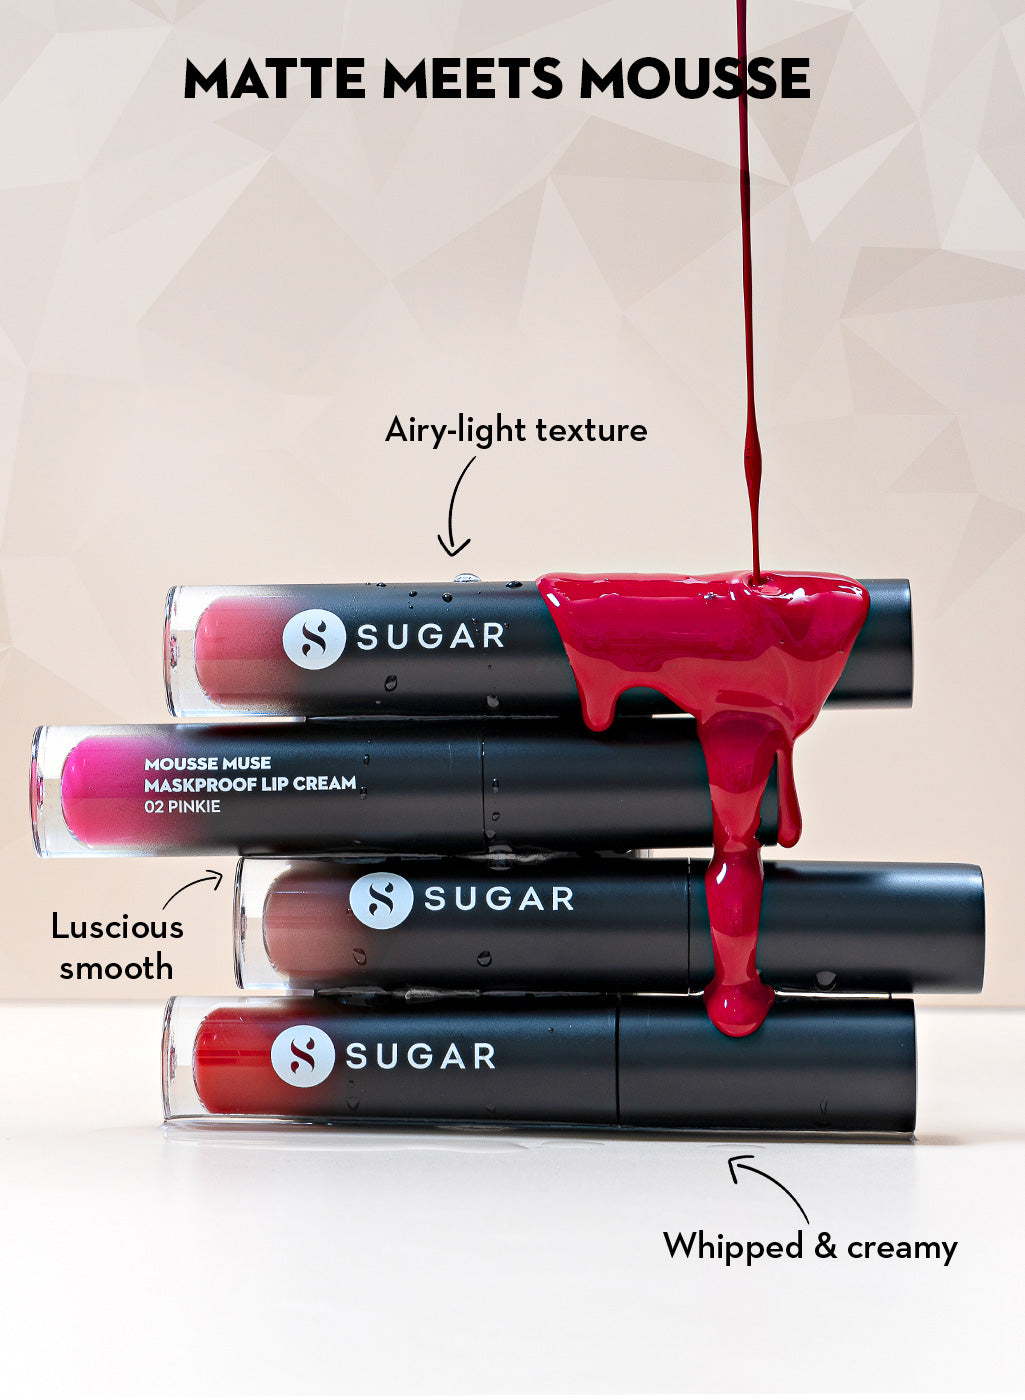 MATTE MEETS MOUSSE
Airy-light texture
SUGAR
MOUSSE MUSE
MASKPROOF LIP CREAM
02 PINKIE
SUGAR
Luscious
smooth
SUGAR
Whipped & creamy